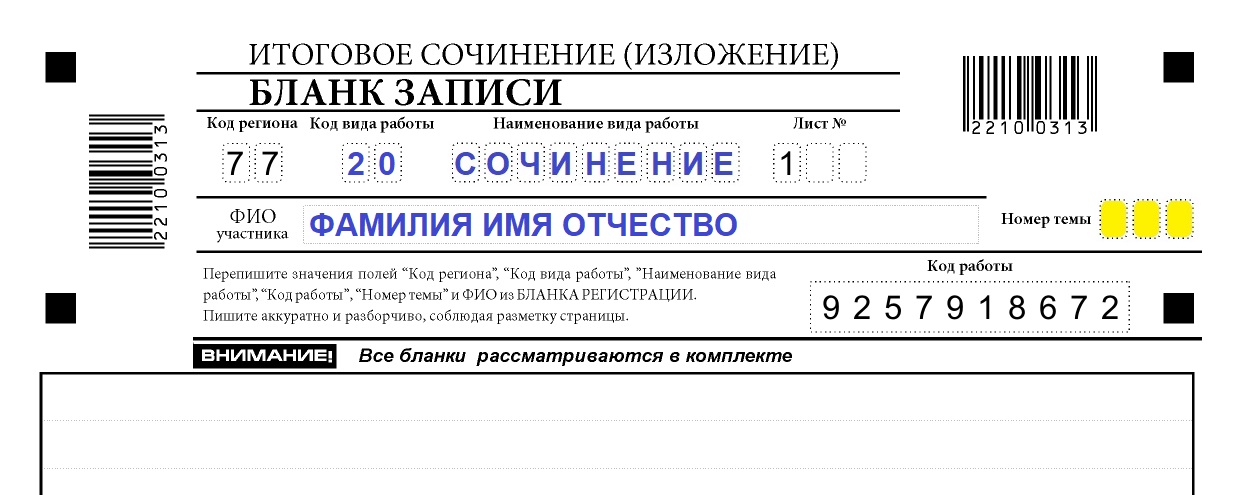 ИТОГОВОЕ СОЧИНЕНИЕ (ИЗЛОЖЕНИЕ)
БЛАНК ЗАПИСИ
2210 0313
2210 0313
Код региона Код вида работы Наименование вида работы Лист №
77 20 СОЧИНЕНИЕ 1
ФИО участника
ФАМИЛИЯ ИМЯ ОТЧЕСТВО
Номер темы
Перепишите значения полей “Код региона”, “Код вида работы”, ”Наименование вида
работы”, “Код работы”, “Номер темы” и ФИО из БЛАНКА РЕГИСТРАЦИИ.
Пишите аккуратно и разборчиво, соблюдая разметку страницы.
Код работы
9257918672
ВНИМАНИЕ! Все бланки рассматриваются в комплекте